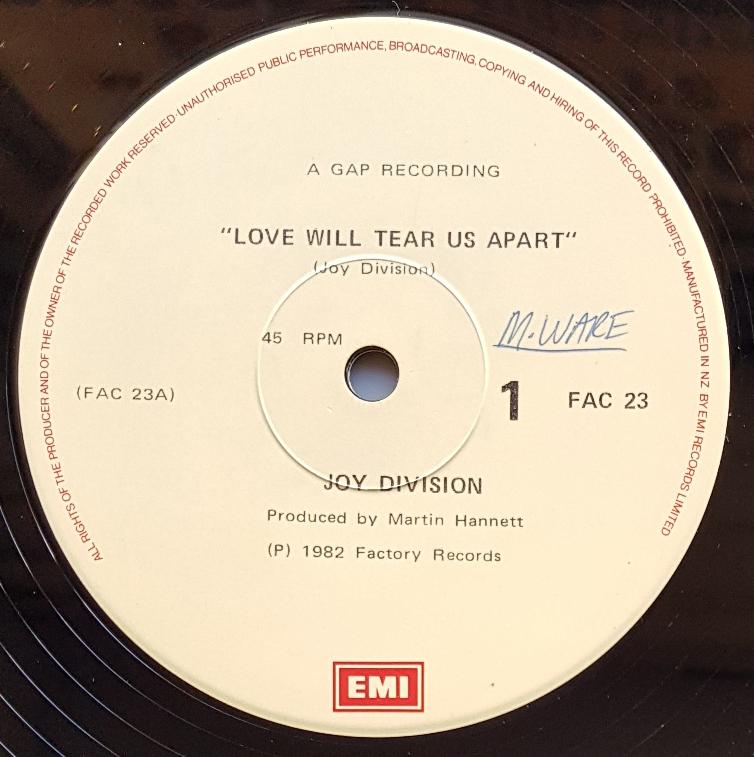 ALL RIGHTS OF THE PRODUCER AND OF THE OWNER OF THE RECORDED WORK RESERVED·UNAUTHORISED PUBLIC PERFORMANCE, BROADCASTING, COPYING AND HIRING OF THIS RECORD PROHIBITED·MANUFACTURED IN NZ BY EMI RECORDS LIMITED
A GAP RECORDING
"LOVE WILL TEAR US APART"
(Joy Division)
45 RPM
M.WARE
(FAC 23A)
1 FAC 23
JOY DIVISION
Produced by Martin Hannett
(P) 1982 Factory Records
EMI